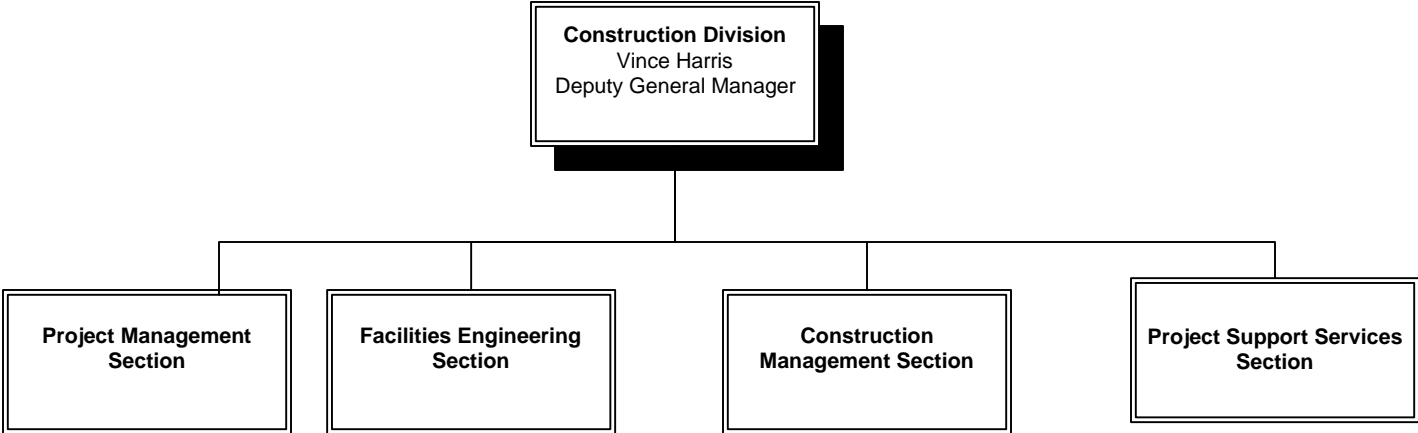 Construction Division
Vince Harris
Deputy General Manager
Project Management
Section
Facilities Engineering
Section
Construction
Management Section
Project Support Services
Section